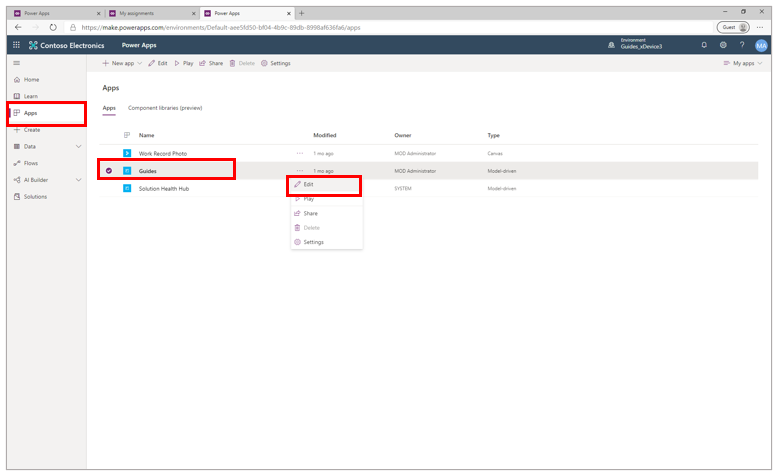 Power Apps
My assignments
Power Apps
https://make.powerapps.com/environments/Default-aee5fd50-bf04-4b9c-89db-8998af636fa6/apps
Guest
Contoso Electronics
Power Apps
Environment
Guides_xDevice3
?
MA
New app
Edit
Play
Share
Delete
Settings
My apps
Home
Learn
Apps
Create
Data
Flows
AI Builder
Solutions
Apps
Apps
Component libraries (preview)
Name Modified Owner Type
Work Record Photo ... 1 mo ago MOD Administrator Canvas
Guides ... 1 mo ago MOD Administrator Model-driven
Solution Health Hub SYSTEM Model-driven
Edit
Play
Share
Delete
Settings